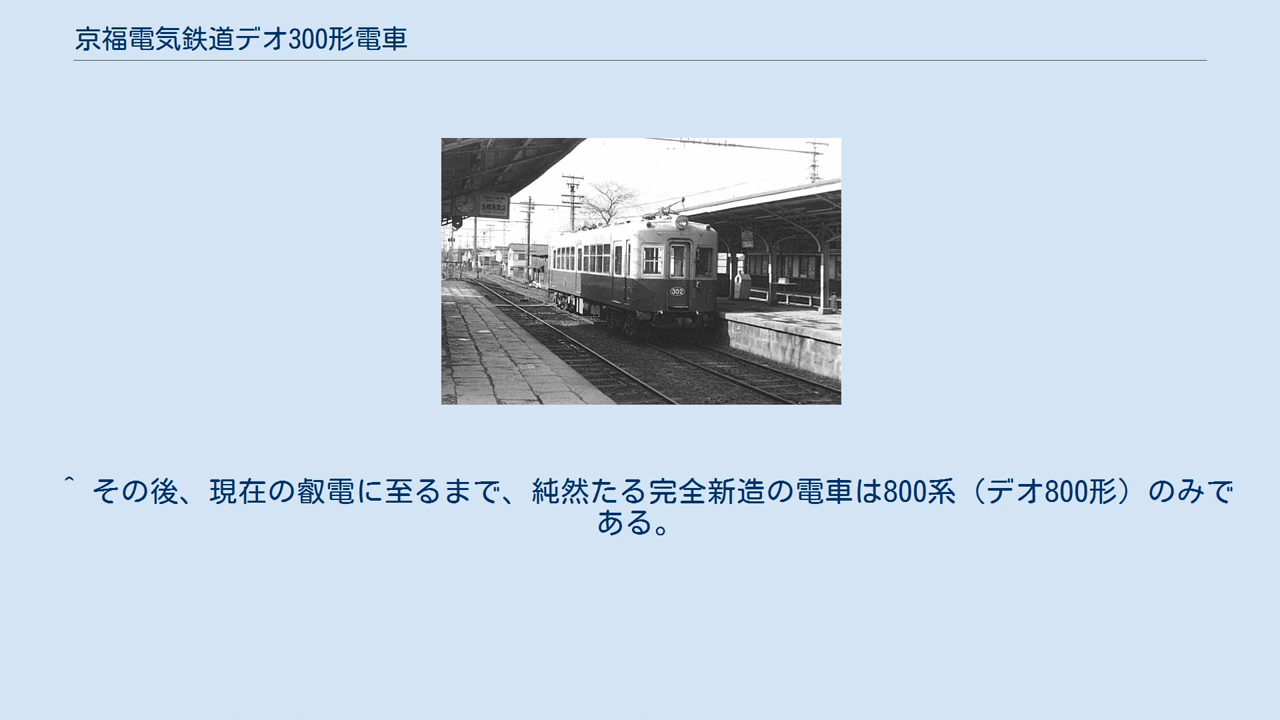 京福電気鉄道デオ300形電車
302
^ その後、現在の叡電に至るまで、純然たる完全新造の電車は800系（デオ800形）のみで
ある。